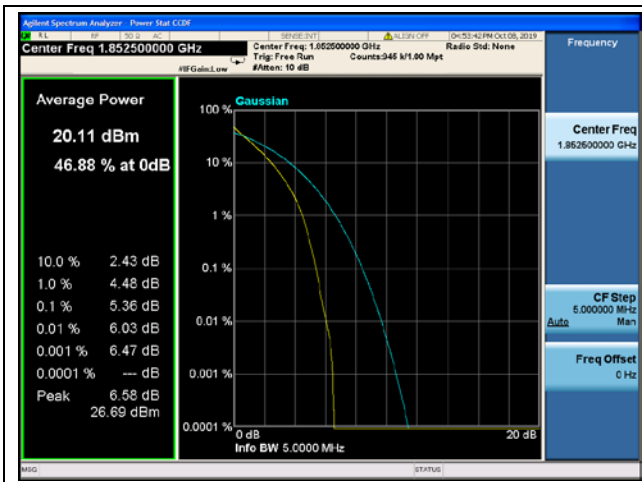 Agilent Spectrum Analyzer Power Stat CCDF
RL RF 50 Ω AC SENSE:INT ALIGN OFF 04:53:42 PM Oct 08, 2019
Center Freq 1.852500000 GHz
Center Freq: 1.852500000 GHz Radio Std: None
Trig: Free Run Counts:945 k/1.00 Mpt
#IFGain:Low #Atten: 10 dB
Frequency
Average Power
20.11 dBm
46.88 % at 0dB
10.0 % 2.43 dB
1.0 % 4.48 dB
0.1 % 5.36 dB
0.01 % 6.03 dB
0.001 % 6.47 dB
0.0001 % --- dB
Peak 6.58 dB
26.69 dBm
Gaussian
100 %
10 %
1 %
0.1 %
0.01 %
0.001 %
0.0001 %
0 dB 20 dB
Info BW 5.0000 MHz
Center Freq
1.852500000 GHz
CF Step
5.000000 MHz
Auto Man
Freq Offset
0 Hz
MSG STATUS